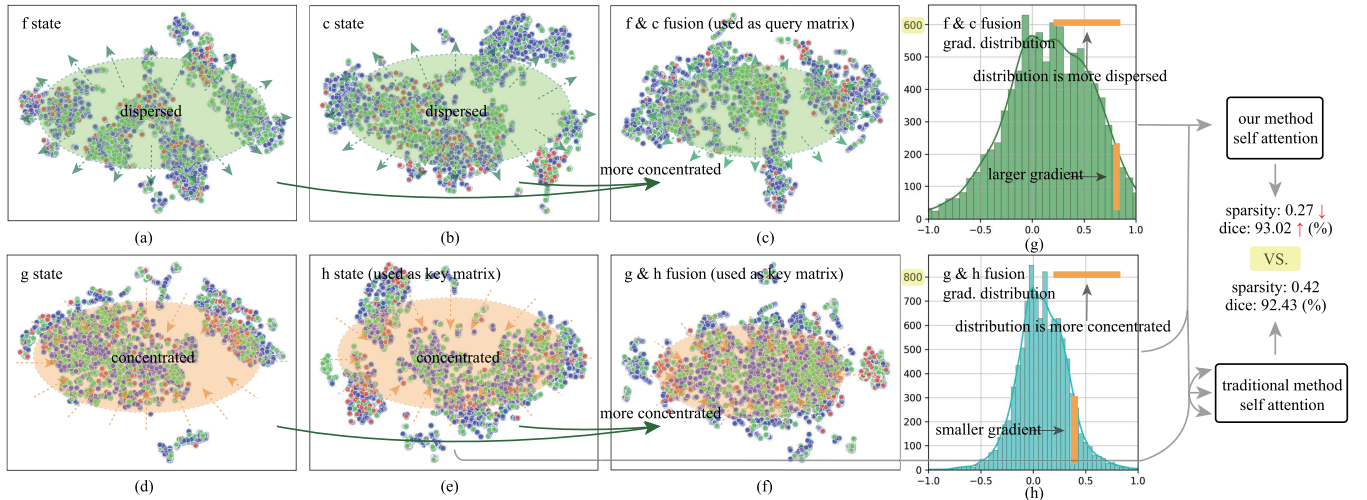 f state
dispersed
(a)
c state
dispersed
(b)
f & c fusion (used as query matrix)
more concentrated
(c)
600
500
400
300
200
100
0
f & c fusion
grad. distribution
distribution is more dispersed
larger gradient
-1.0 -0.5 0.0 0.5 1.0
(g)
our method
self attention
sparsity: 0.27 ↓
dice: 93.02 ↑ (%)
VS.
sparsity: 0.42
dice: 92.43 (%)
traditional method
self attention
g state
concentrated
(d)
h state (used as key matrix)
concentrated
(e)
g & h fusion (used as key matrix)
more concentrated
(f)
800
700
600
500
400
300
200
100
0
g & h fusion
grad. distribution
distribution is more concentrated
smaller gradient
-1.0 -0.5 0.0 0.5 1.0
(h)